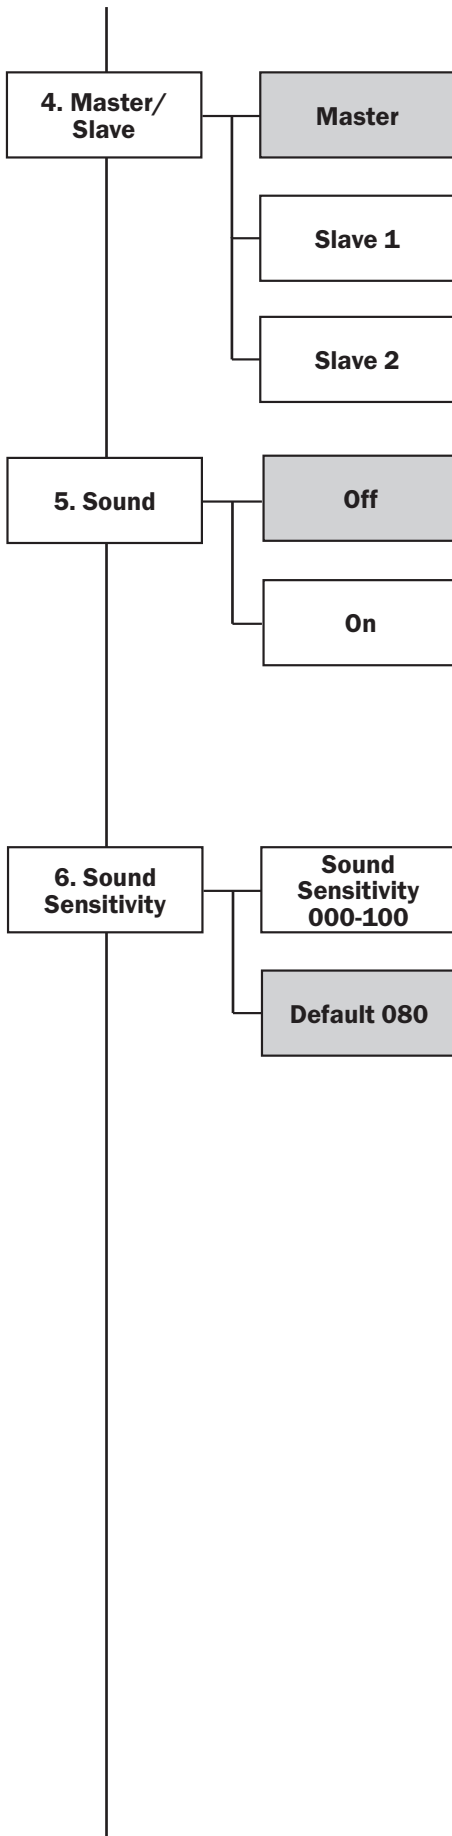 4. Master/
Slave
Master
Slave 1
Slave 2
5. Sound
Off
On
6. Sound
Sensitivity
Sound
Sensitivity
000-100
Default 080